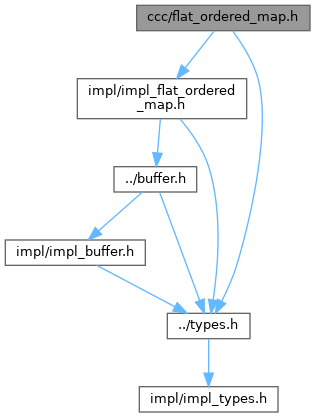 ccc/flat_ordered_map.h
impl/impl_flat_ordered
_map.h
../buffer.h
impl/impl_buffer.h
../types.h
impl/impl_types.h